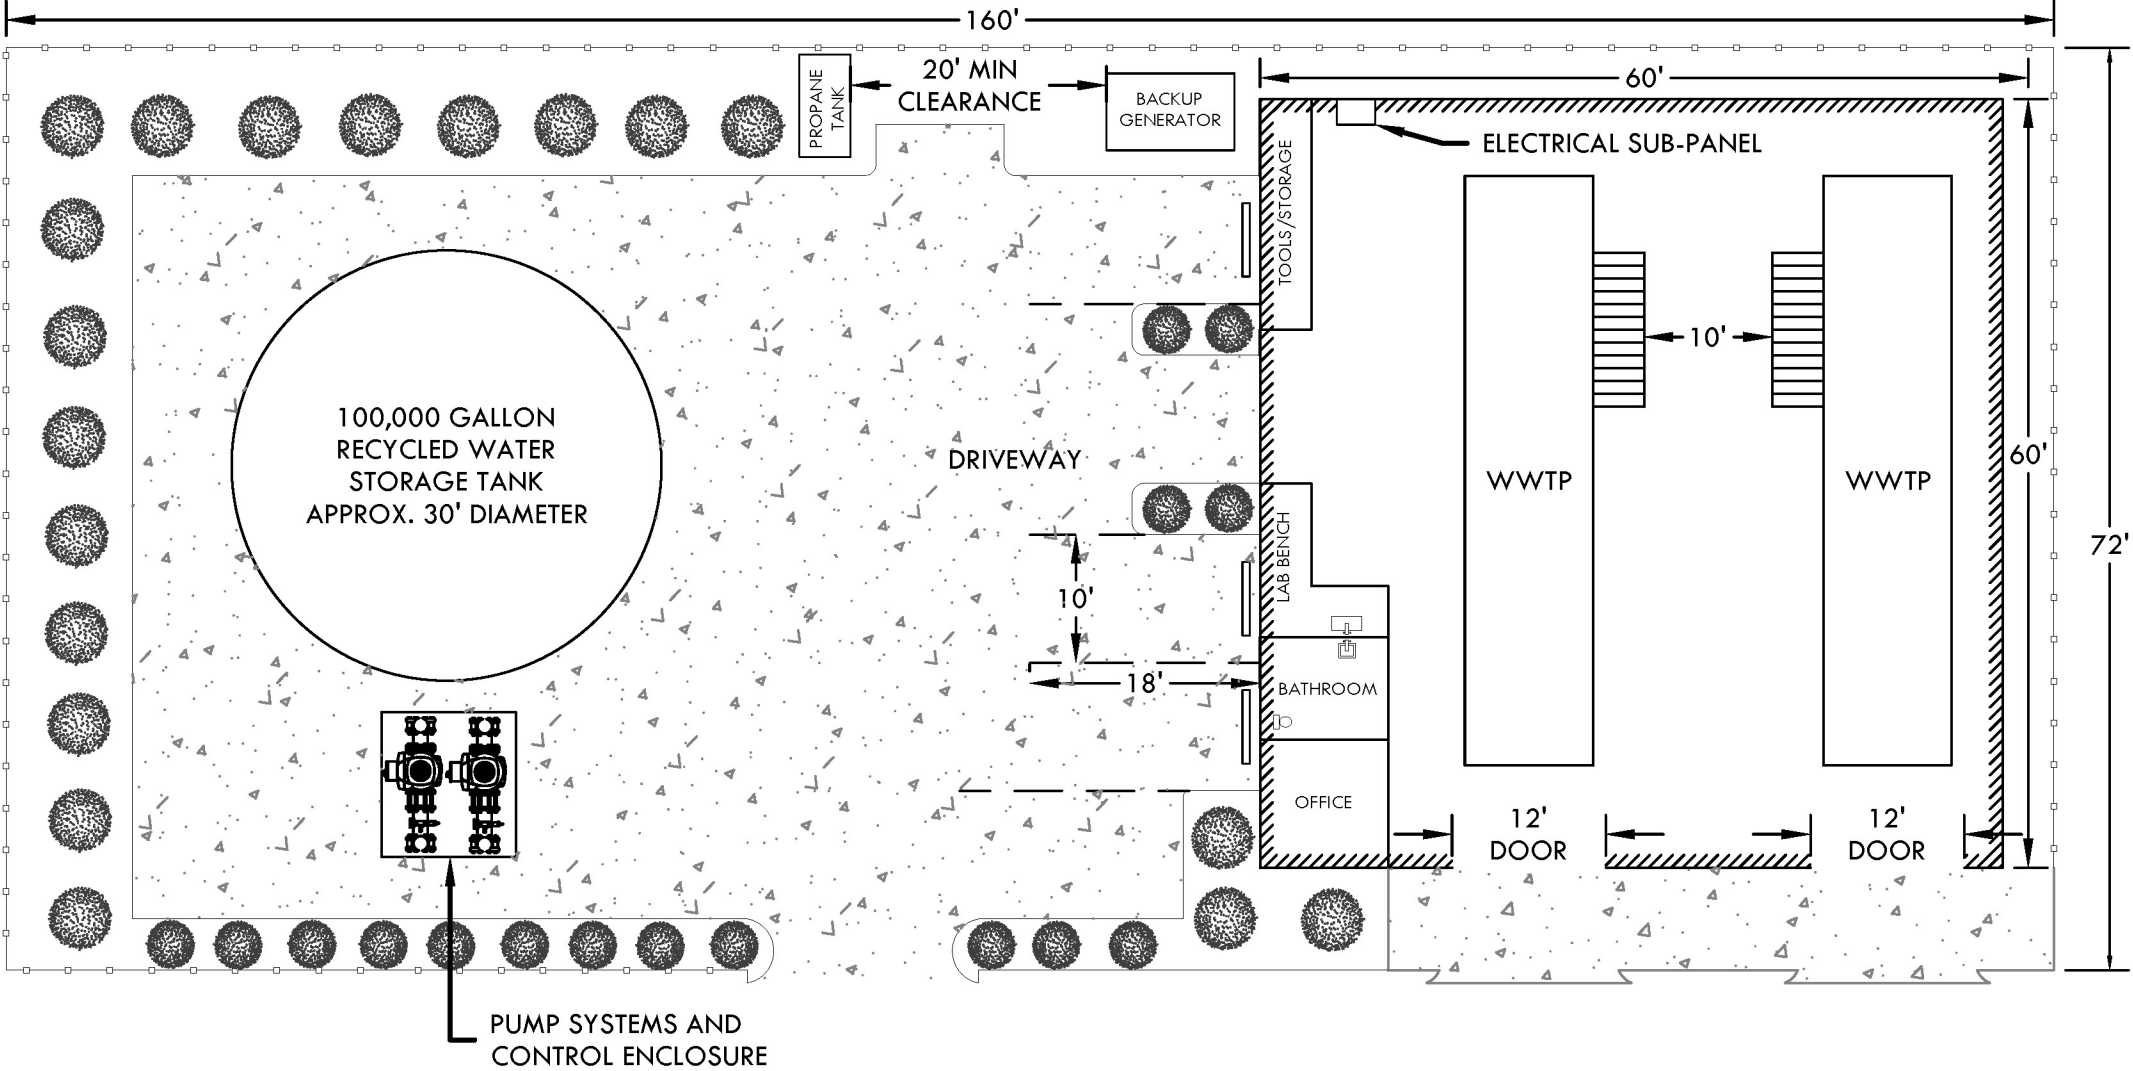 160'
20' MIN
CLEARANCE
PROPANE
TANK
BACKUP
GENERATOR
60'
ELECTRICAL SUB-PANEL
TOOLS/STORAGE
10'
100,000 GALLON
RECYCLED WATER
STORAGE TANK
APPROX. 30' DIAMETER
DRIVEWAY
WWTP
WWTP
60'
72'
LAB BENCH
10'
18'
BATHROOM
OFFICE
12'
DOOR
12'
DOOR
PUMP SYSTEMS AND
CONTROL ENCLOSURE